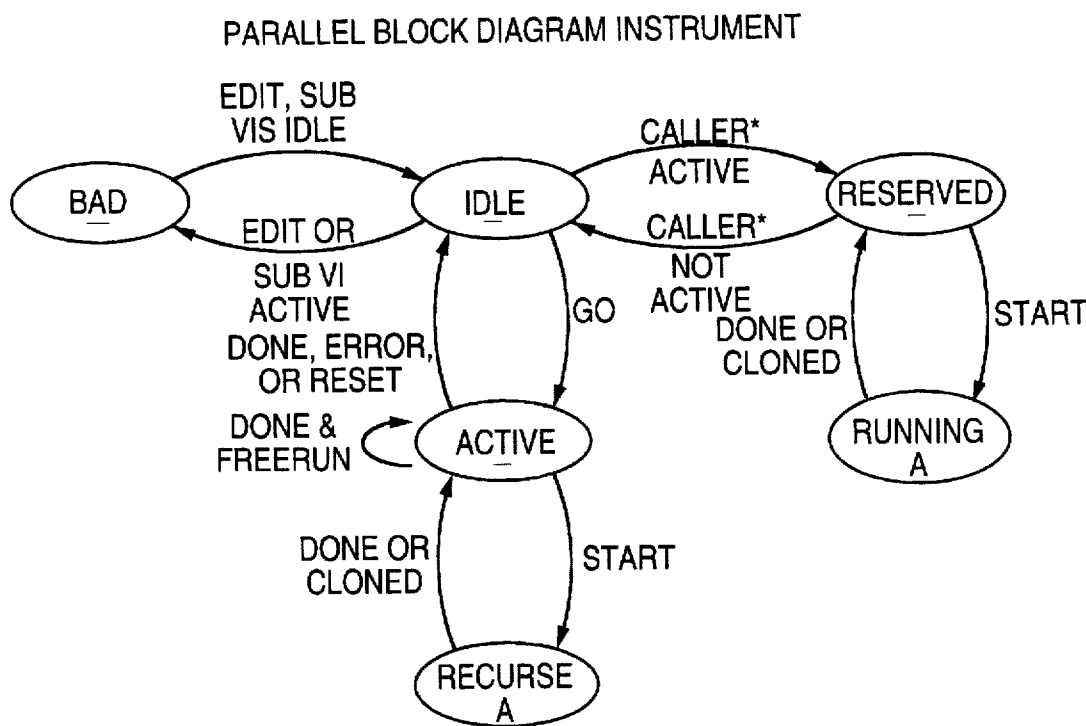 PARALLEL BLOCK DIAGRAM INSTRUMENT
EDIT, SUB
VIS IDLE
CALLER*
ACTIVE
BAD
IDLE
RESERVED
EDIT OR
SUB VI
ACTIVE
CALLER*
NOT
ACTIVE
GO
DONE OR
CLONED
START
DONE, ERROR,
OR RESET
DONE &
FREERUN
ACTIVE
RUNNING
A
DONE OR
CLONED
START
RECURSE
A